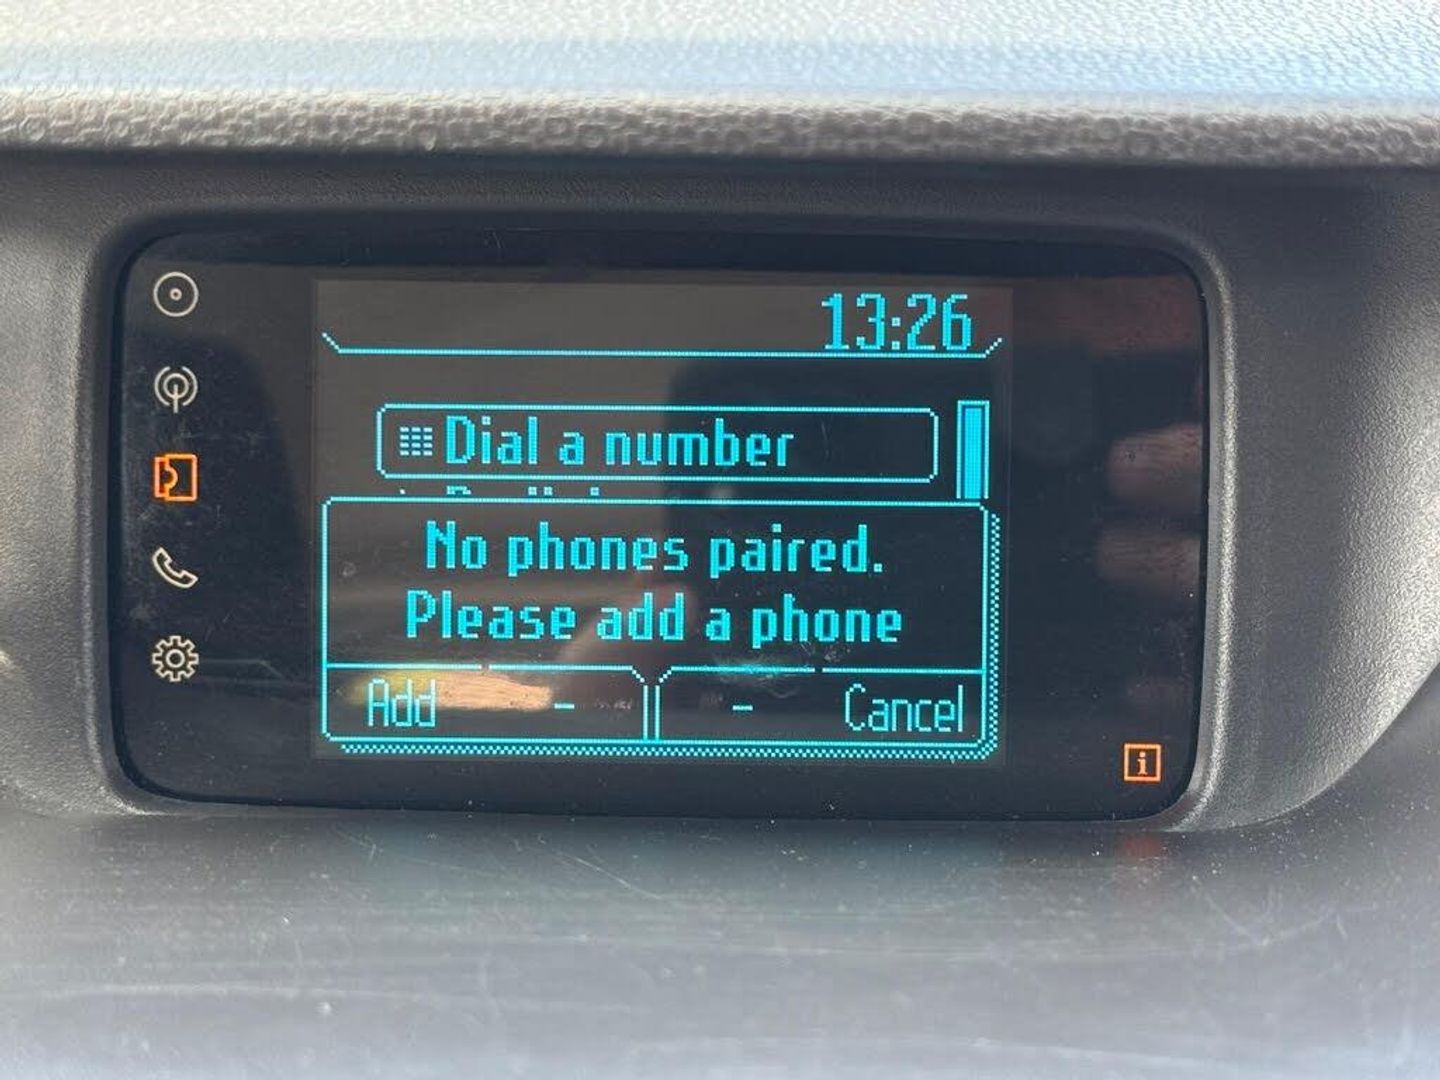 13:26
Dial a number
No phones paired.
Please add a phone
Add - - Cancel
i